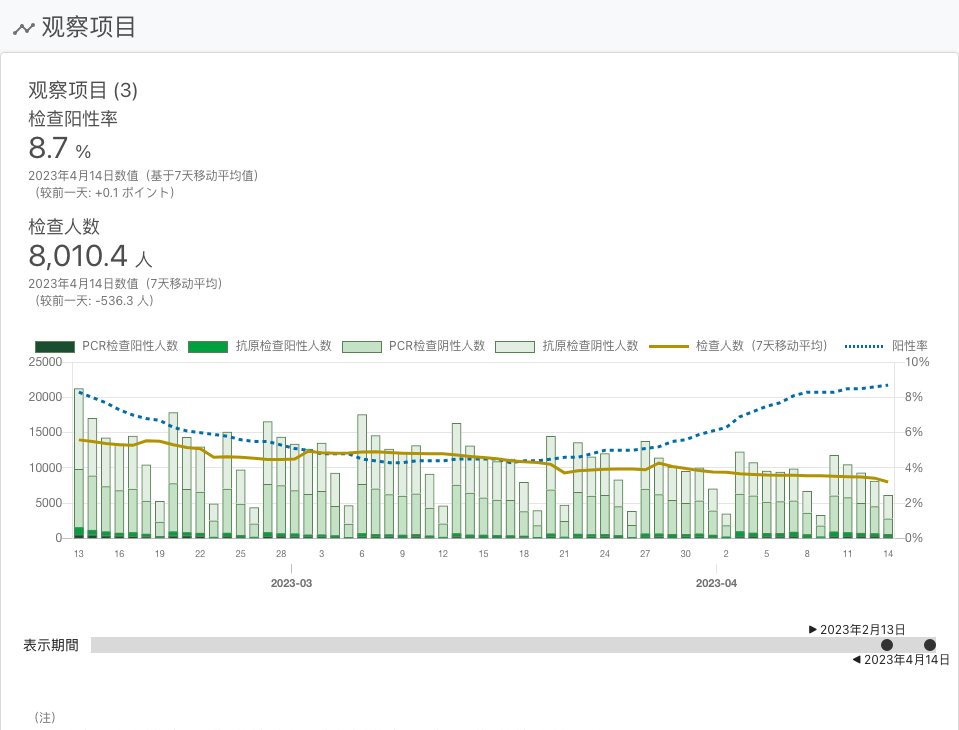 观察项目
观察项目 (3)
检查阳性率
8.7 %
2023年4月14日数值（基于7天移动平均值）
（较前一天: +0.1 ポイント）
检查人数
8,010.4 人
2023年4月14日数值（7天移动平均）
（较前一天: -536.3 人）
PCR检查阳性人数 抗原检查阳性人数 PCR检查阴性人数 抗原检查阴性人数 检查人数（7天移动平均） 阳性率
25000 10%
20000 8%
15000 6%
10000 4%
5000 2%
0 0%
13 16 19 22 25 28 3 6 9 12 15 18 21 24 27 30 2 5 8 11 14
2023-03 2023-04
▶ 2023年2月13日
表示期間
◀ 2023年4月14日
（注）